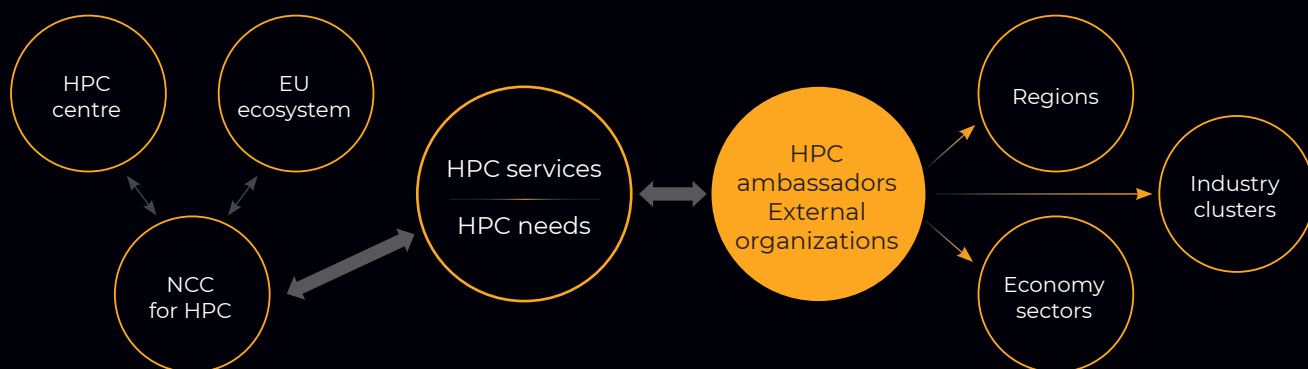 HPC
centre
EU
ecosystem
NCC
for HPC
HPC services
HPC needs
HPC
ambassadors
External
organizations
Regions
Industry
clusters
Economy
sectors